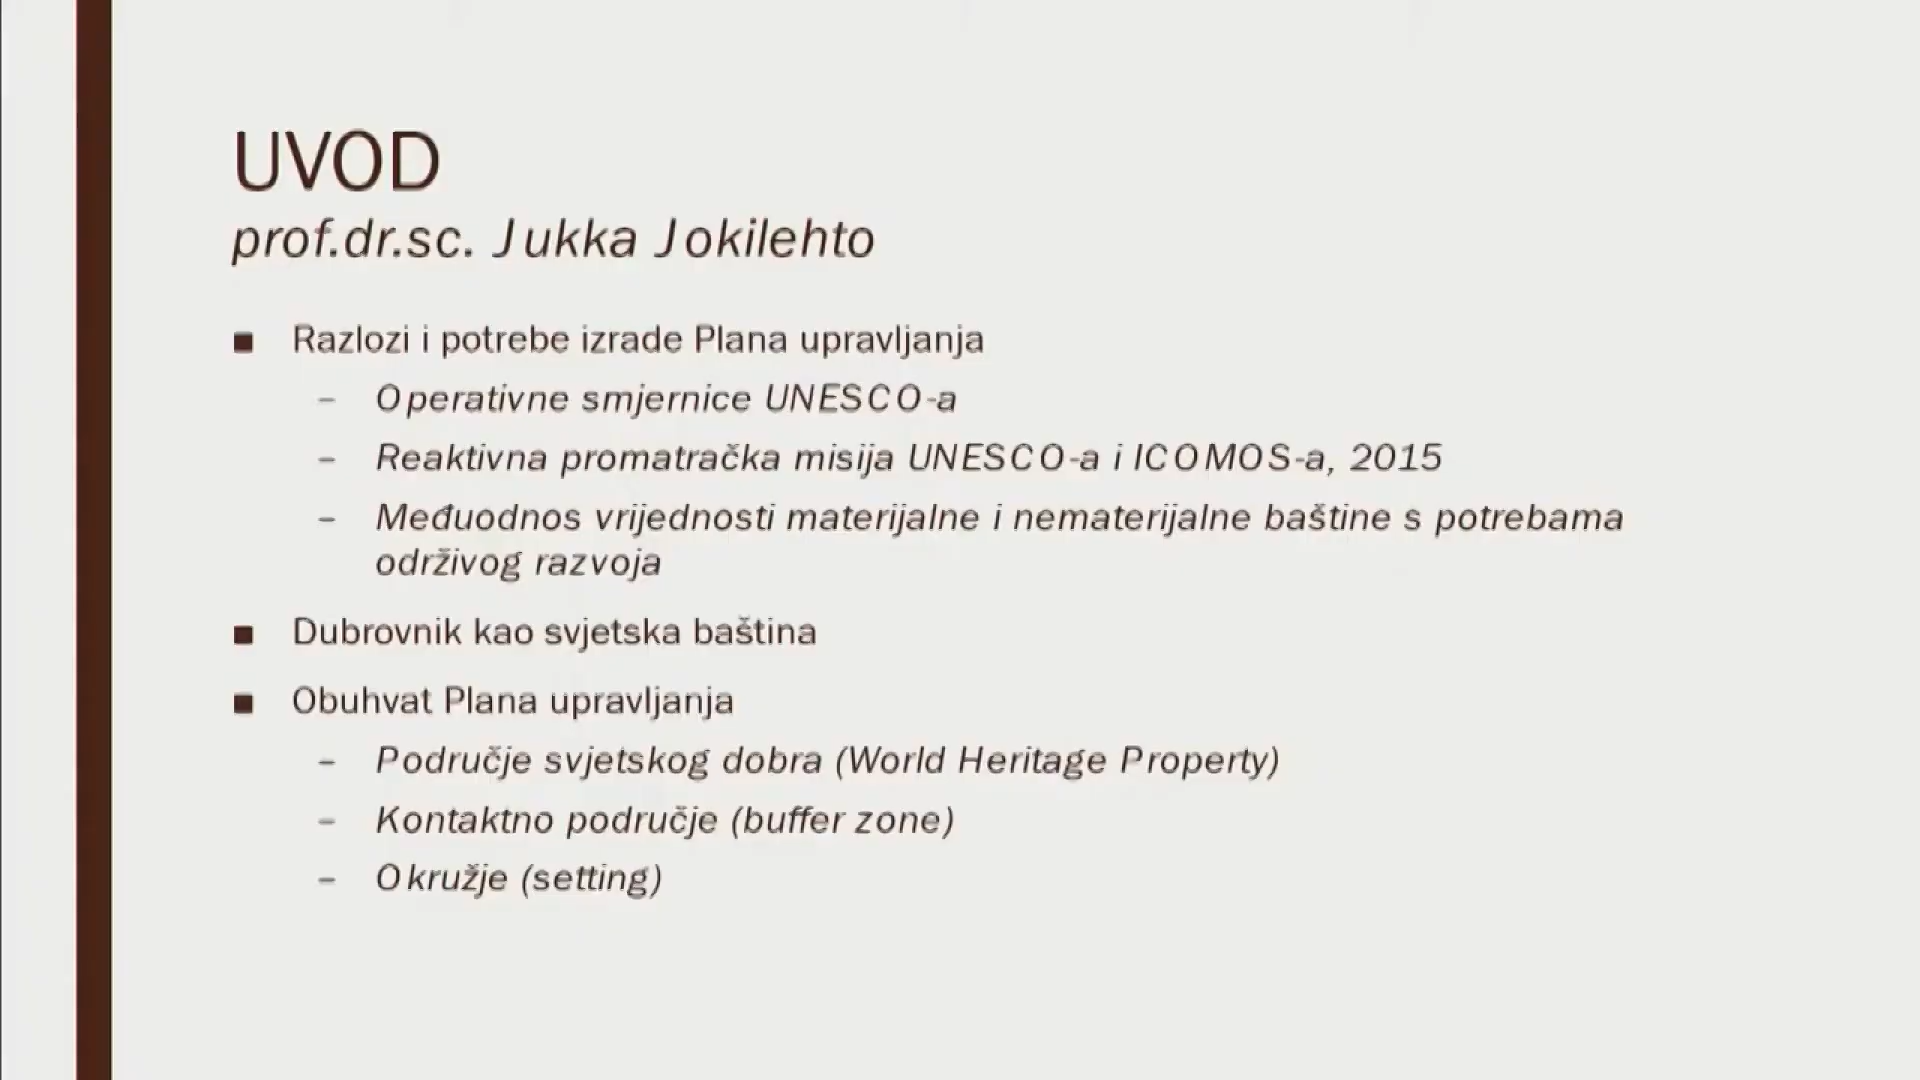 UVOD
prof.dr.sc. Jukka Jokilehto
■ Razlozi i potrebe izrade Plana upravljanja
– Operativne smjernice UNESCO-a
– Reaktivna promatračka misija UNESCO-a i ICOMOS-a, 2015
– Međuodnos vrijednosti materijalne i nematerijalne baštine s potrebama
održivog razvoja
■ Dubrovnik kao svjetska baština
■ Obuhvat Plana upravljanja
– Područje svjetskog dobra (World Heritage Property)
– Kontaktno područje (buffer zone)
– Okružje (setting)